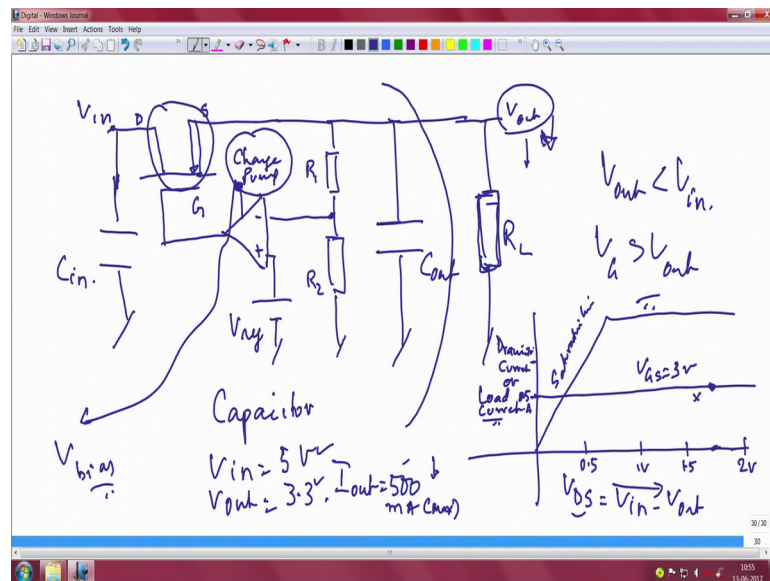 Digital - Windows Journal
File Edit View Insert Actions Tools Help
Vin
D
S
G
Charge
Pump
-
+
R1
R2
Cin.
Cout
RL
Vout
Vout < Vin.
VG > Vout
Vbias
Capacitor
Vin = 5V
Vout = 3.3V. Iout = 500
mA (max)
Current
or
Load
Current
VGS = 3V
x
0.5
1V
1.5
2V
VDS = Vin - Vout
30/30
30
10:55
13-06-2017